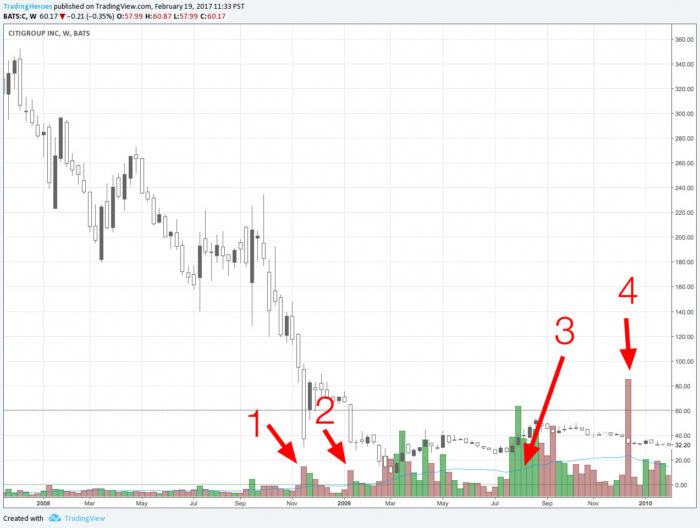 TradingHeroes published on TradingView.com, February 19, 2017 11:33 PST
BATS:C, W 60.17 ▼ −0.21 (−0.35%) O:57.99 H:60.87 L:57.99 C:60.17
CITIGROUP INC, W, BATS
360.00
340.00
320.00
300.00
280.00
260.00
240.00
220.00
200.00
180.00
160.00
140.00
120.00
100.00
80.00
60.00
40.00
32.20
20.00
0.00
1
2
3
4
2008
Mar
May
Jul
Sep
Nov
2009
Mar
May
Jul
Sep
Nov
2010
Created with TradingView